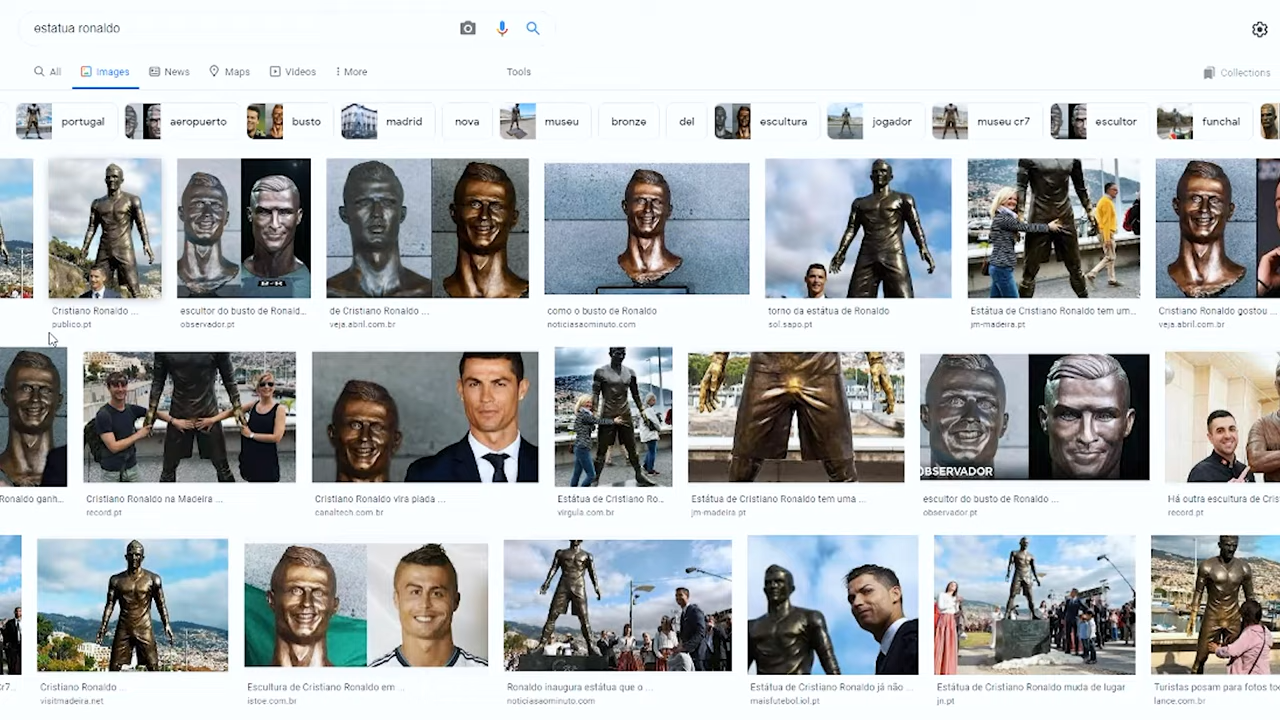 estatua ronaldo
All
Images
News
Maps
Videos
More
Tools
Collections
portugal
aeropuerto
busto
madrid
nova
museu
bronze
del
escultura
jogador
museu cr7
escultor
funchal
Cristiano Ronaldo ...
publico.pt
escultor do busto de Ronald...
observador.pt
de Cristiano Ronaldo ...
veja.abril.com.br
como o busto de Ronaldo
noticiasaominuto.com
torno da estátua de Ronaldo
sol.sapo.pt
Estátua de Cristiano Ronaldo tem um...
jm-madeira.pt
Cristiano Ronaldo gostou ...
veja.abril.com.br
OBSERVADOR
Ronaldo ganh...
Cristiano Ronaldo na Madeira ...
record.pt
Cristiano Ronaldo vira piada ...
canaltech.com.br
Estátua de Cristiano Ro...
virgula.com.br
Estátua de Cristiano Ronaldo tem uma ...
jm-madeira.pt
escultor do busto de Ronaldo ...
observador.pt
Há outra escultura de Cris
record.pt
Cr7...
Cristiano Ronaldo ...
visitmadeira.net
Escultura de Cristiano Ronaldo em ...
istoe.com.br
Ronaldo inaugura estátua que o ...
noticiasaominuto.com
Estátua de Cristiano Ronaldo já não ...
maisfutebol.iol.pt
Estátua de Cristiano Ronaldo muda de lugar
jn.pt
Turistas posam para fotos to
lance.com.br